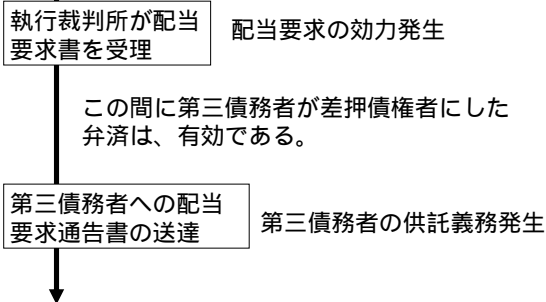 執行裁判所が配当
要求書を受理
配当要求の効力発生
この間に第三債務者が差押債権者にした
弁済は、有効である。
第三債務者への配当
要求通告書の送達
第三債務者の供託義務発生